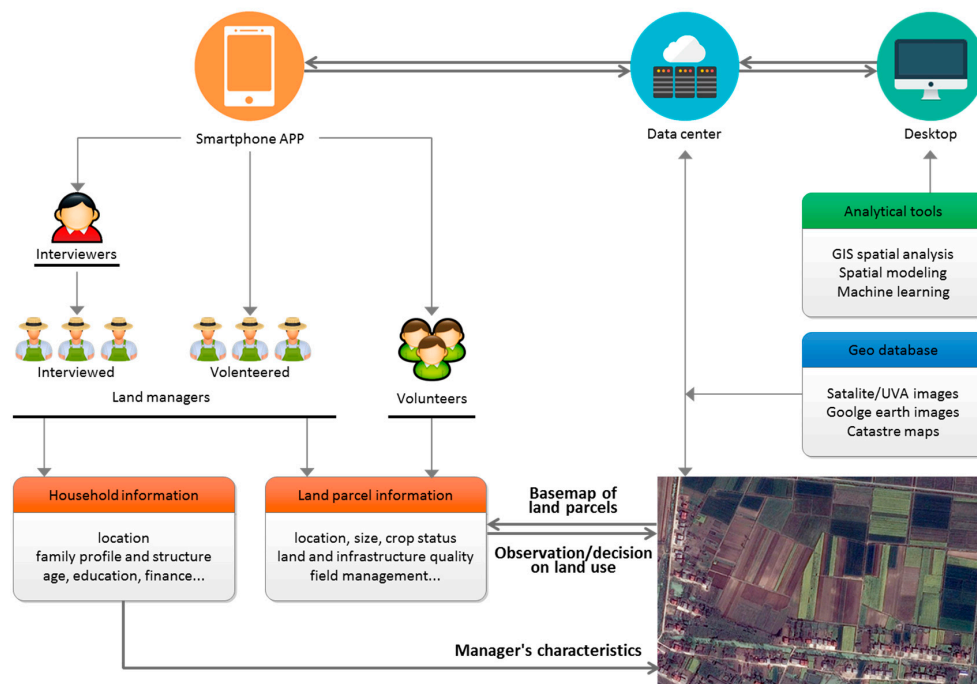 Smartphone APP
Data center
Desktop
Interviewers
Analytical tools
GIS spatial analysis
Spatial modeling
Machine learning
Interviewed
Volenteered
Land managers
Volunteers
Geo database
Satalite/UVA images
Goolge earth images
Catastre maps
Household information
location
family profile and structure
age, education, finance...
Land parcel information
location, size, crop status
land and infrastructure quality
field management...
Basemap of
land parcels
Observation/decision
on land use
Manager's characteristics